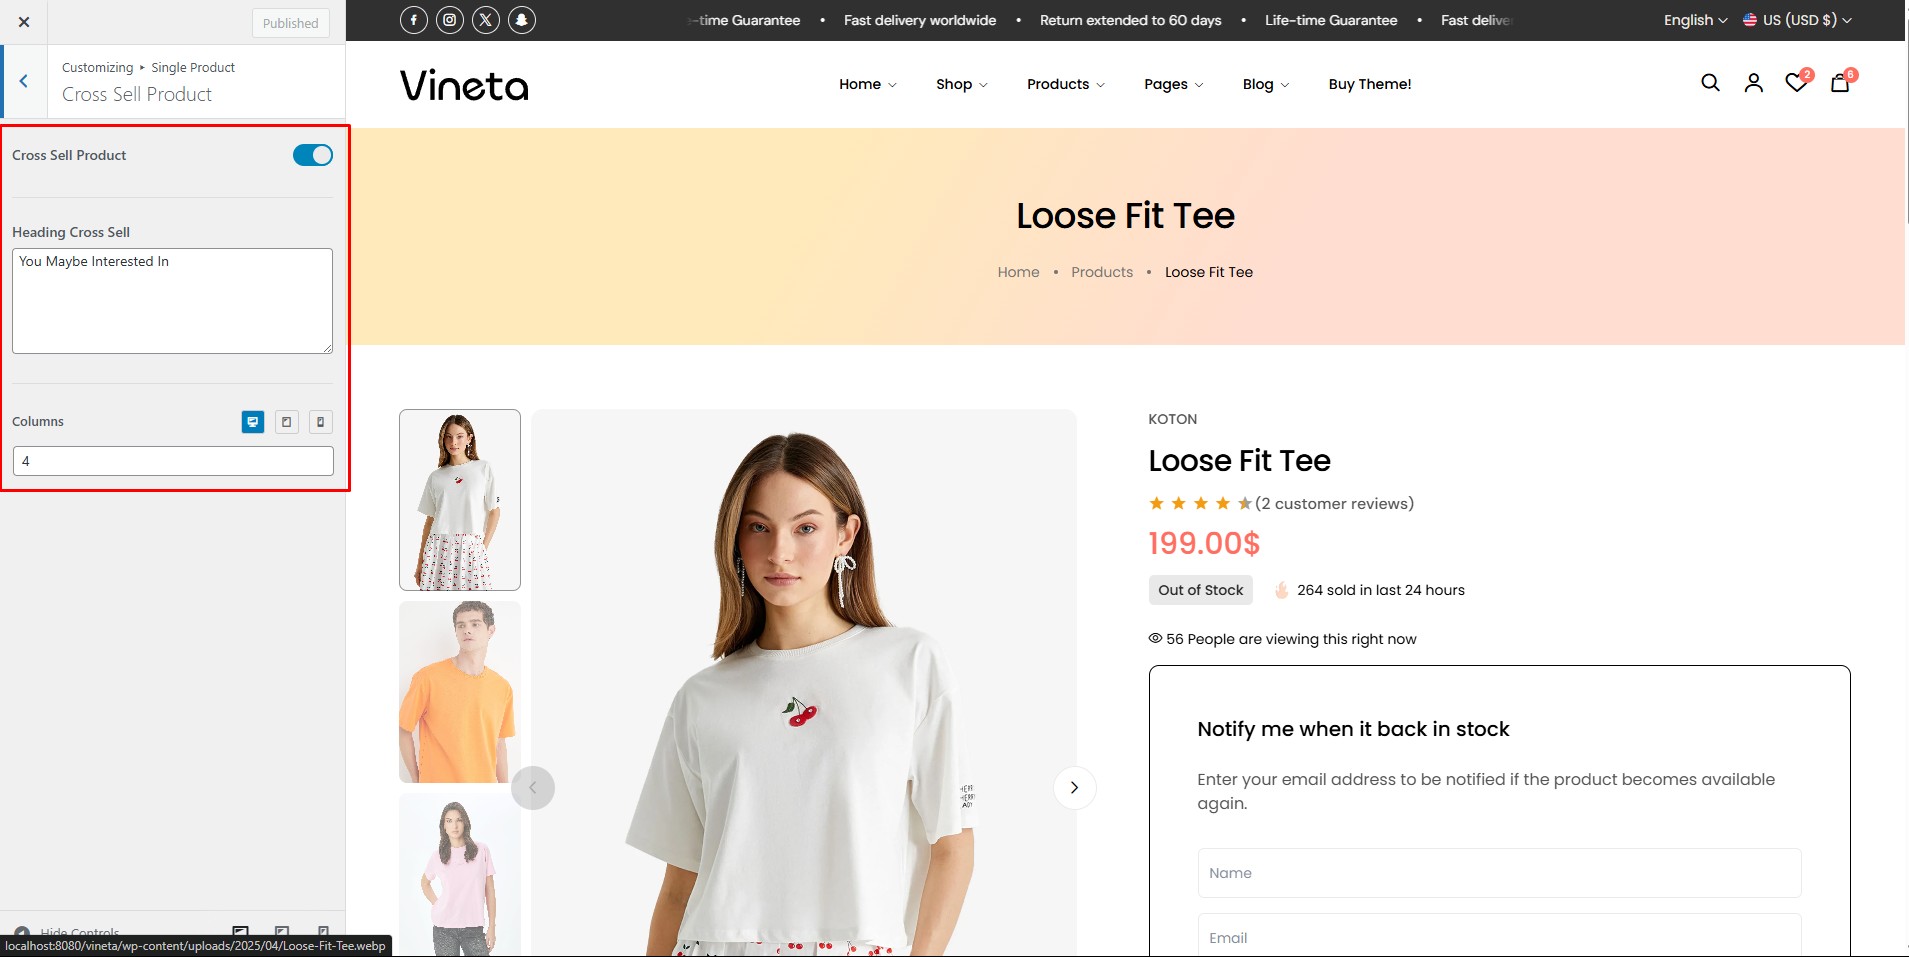 Published
Customizing ▸ Single Product
Cross Sell Product
Cross Sell Product
Heading Cross Sell
You Maybe Interested In
Columns
4
Hide Controls
localhost:8080/vineta/wp-content/uploads/2025/04/Loose-Fit-Tee.webp
-time Guarantee • Fast delivery worldwide • Return extended to 60 days • Life-time Guarantee • Fast deliver
English US (USD $)
Vineta
Home Shop Products Pages Blog Buy Theme!
2 6
Loose Fit Tee
Home • Products • Loose Fit Tee
KOTON
Loose Fit Tee
(2 customer reviews)
199.00$
Out of Stock 264 sold in last 24 hours
56 People are viewing this right now
Notify me when it back in stock
Enter your email address to be notified if the product becomes available
again.
Name
Email